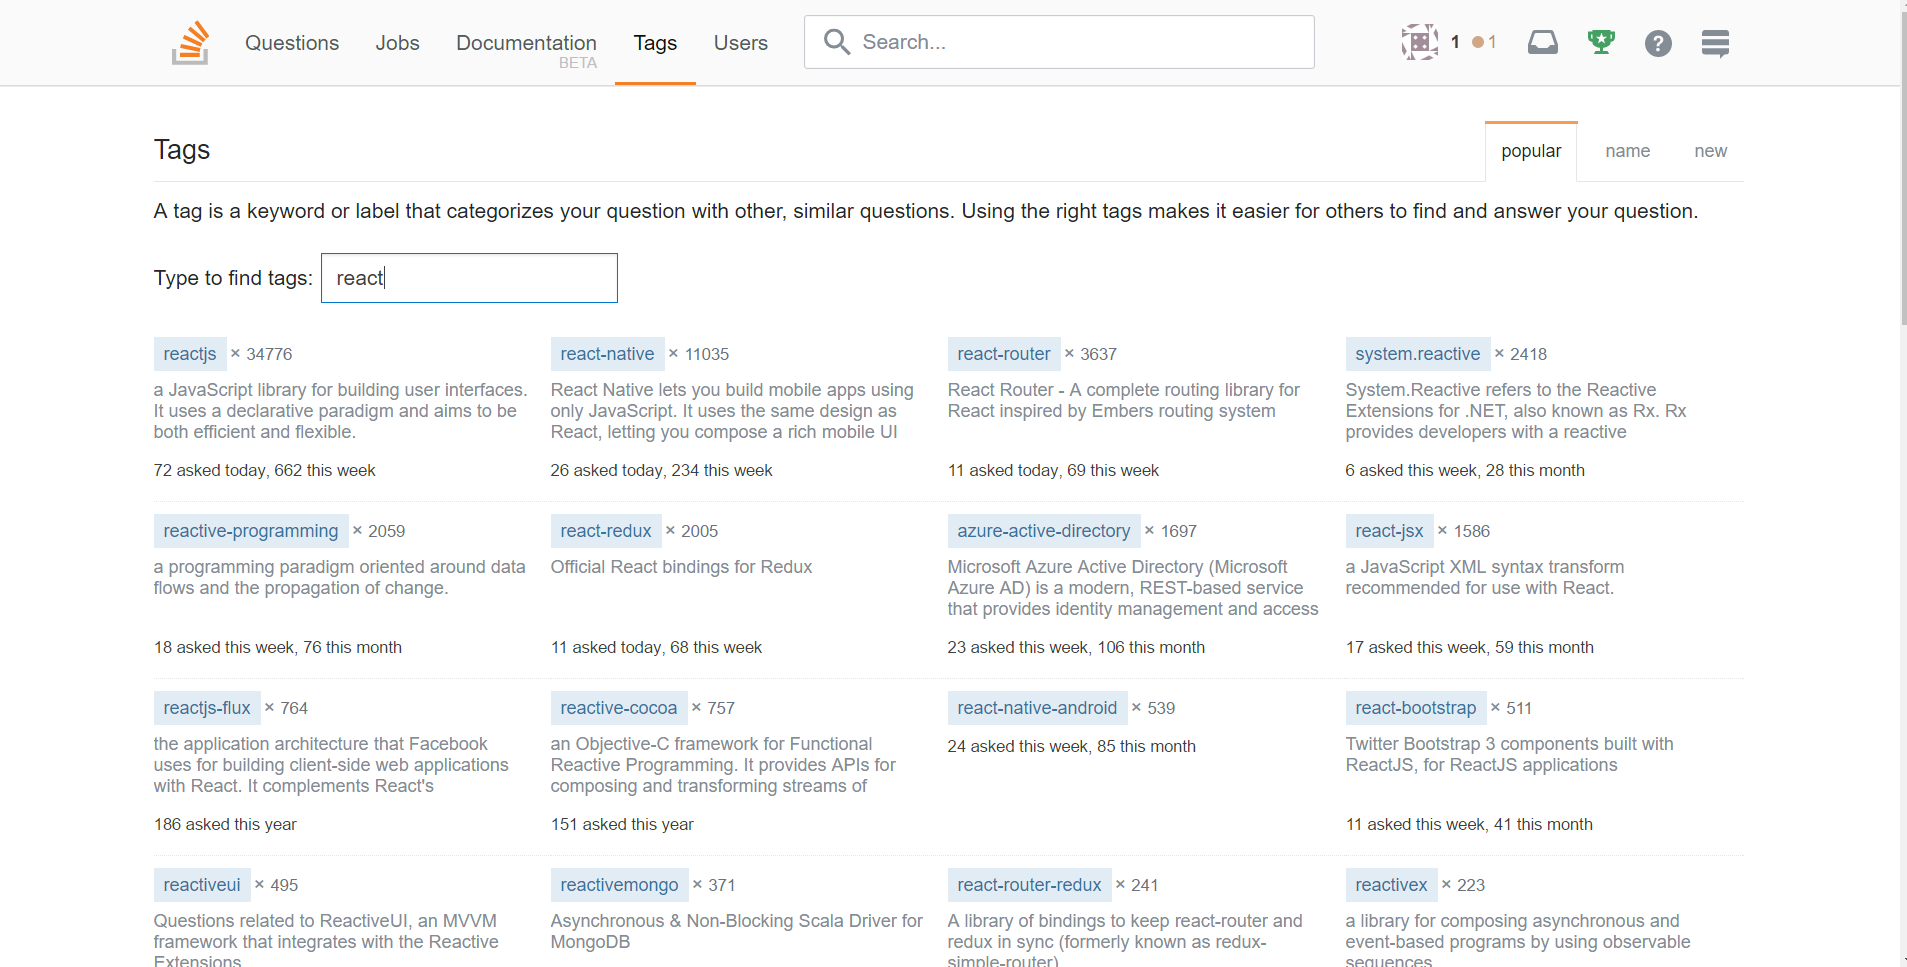 Questions Jobs Documentation Tags Users Search... 1 1
BETA
Tags popular name new
A tag is a keyword or label that categorizes your question with other, similar questions. Using the right tags makes it easier for others to find and answer your question.
Type to find tags: react
reactjs × 34776
a JavaScript library for building user interfaces.
It uses a declarative paradigm and aims to be
both efficient and flexible.
72 asked today, 662 this week
react-native × 11035
React Native lets you build mobile apps using
only JavaScript. It uses the same design as
React, letting you compose a rich mobile UI
26 asked today, 234 this week
react-router × 3637
React Router - A complete routing library for
React inspired by Embers routing system
11 asked today, 69 this week
system.reactive × 2418
System.Reactive refers to the Reactive
Extensions for .NET, also known as Rx. Rx
provides developers with a reactive
6 asked this week, 28 this month
reactive-programming × 2059
a programming paradigm oriented around data
flows and the propagation of change.
18 asked this week, 76 this month
react-redux × 2005
Official React bindings for Redux
11 asked today, 68 this week
azure-active-directory × 1697
Microsoft Azure Active Directory (Microsoft
Azure AD) is a modern, REST-based service
that provides identity management and access
23 asked this week, 106 this month
react-jsx × 1586
a JavaScript XML syntax transform
recommended for use with React.
17 asked this week, 59 this month
reactjs-flux × 764
the application architecture that Facebook
uses for building client-side web applications
with React. It complements React's
186 asked this year
reactive-cocoa × 757
an Objective-C framework for Functional
Reactive Programming. It provides APIs for
composing and transforming streams of
151 asked this year
react-native-android × 539
24 asked this week, 85 this month
react-bootstrap × 511
Twitter Bootstrap 3 components built with
ReactJS, for ReactJS applications
11 asked this week, 41 this month
reactiveui × 495
Questions related to ReactiveUI, an MVVM
framework that integrates with the Reactive
Extensions
reactivemongo × 371
Asynchronous & Non-Blocking Scala Driver for
MongoDB
react-router-redux × 241
A library of bindings to keep react-router and
redux in sync (formerly known as redux-
simple-router)
reactivex × 223
a library for composing asynchronous and
event-based programs by using observable
sequences